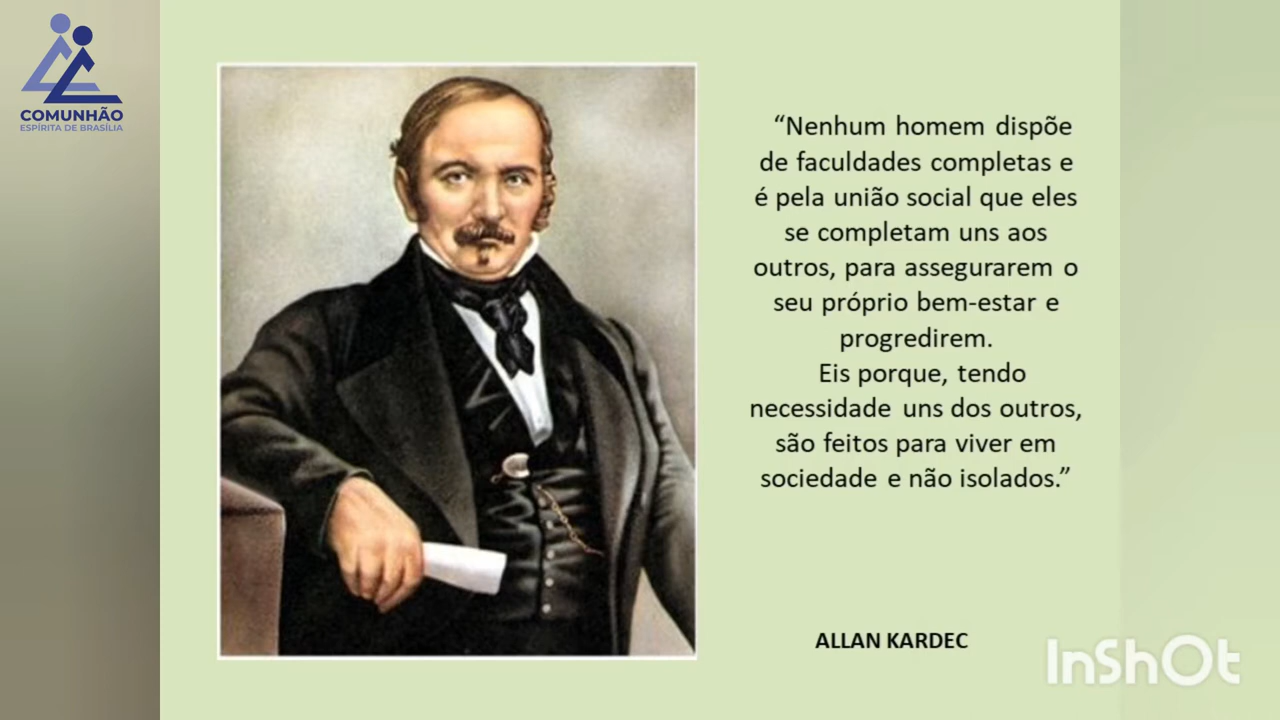 COMUNHÃO
ESPÍRITA DE BRASÍLIA
“Nenhum homem dispõe
de faculdades completas e
é pela união social que eles
se completam uns aos
outros, para assegurarem o
seu próprio bem-estar e
progredirem.
Eis porque, tendo
necessidade uns dos outros,
são feitos para viver em
sociedade e não isolados.”
ALLAN KARDEC
InShOt